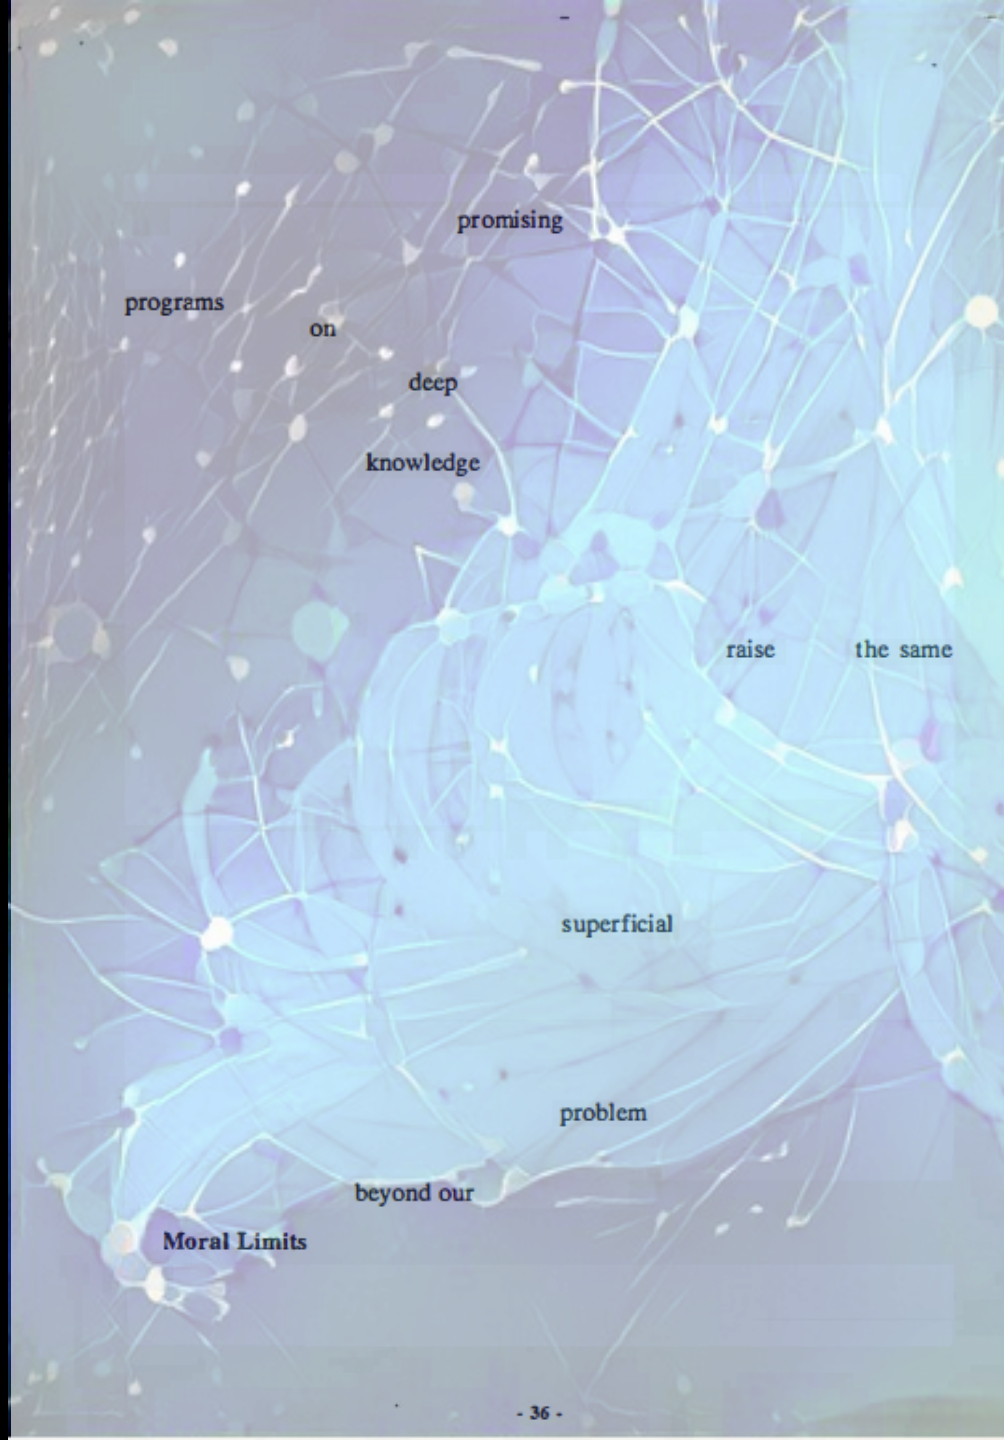 promising
programs
on
deep
knowledge
raise the same
superficial
problem
beyond our
Moral Limits
- 36 -